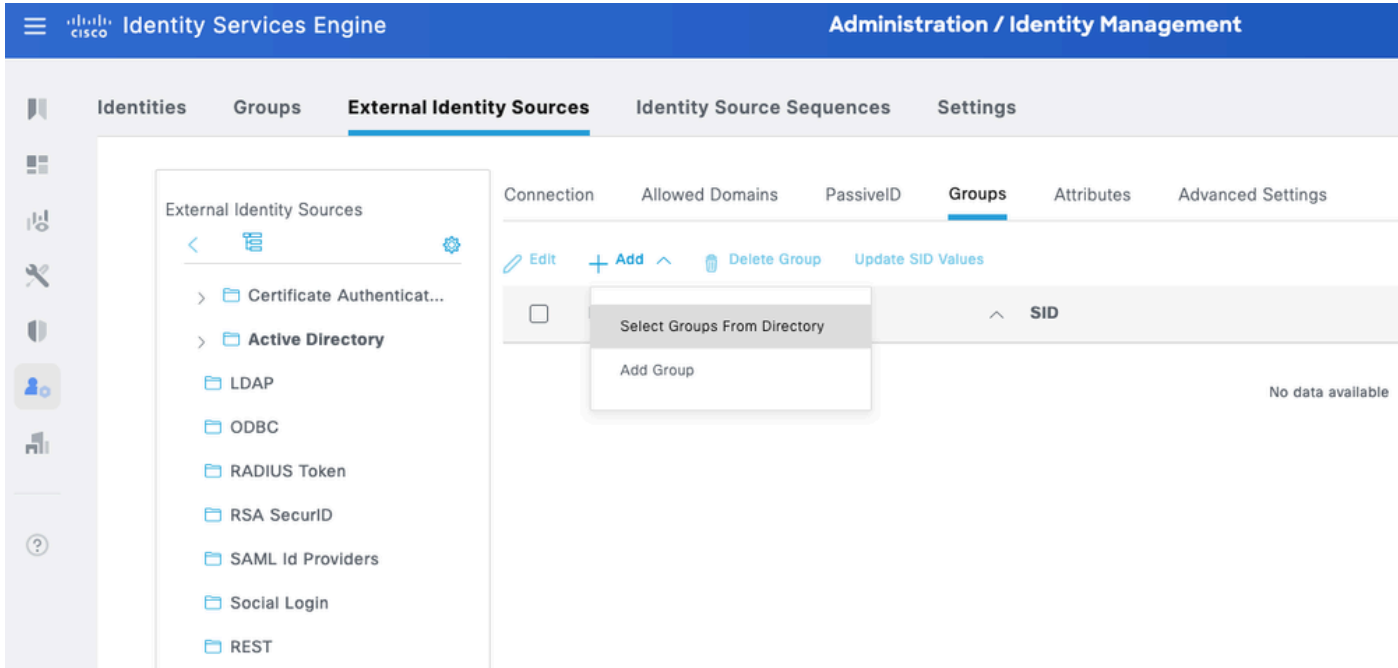 cisco Identity Services Engine
Administration / Identity Management
Identities Groups External Identity Sources Identity Source Sequences Settings
External Identity Sources
Certificate Authenticat...
Active Directory
LDAP
ODBC
RADIUS Token
RSA SecurID
SAML Id Providers
Social Login
REST
Connection Allowed Domains PassiveID Groups Attributes Advanced Settings
Edit Add Delete Group Update SID Values
SID
Select Groups From Directory
Add Group
No data available